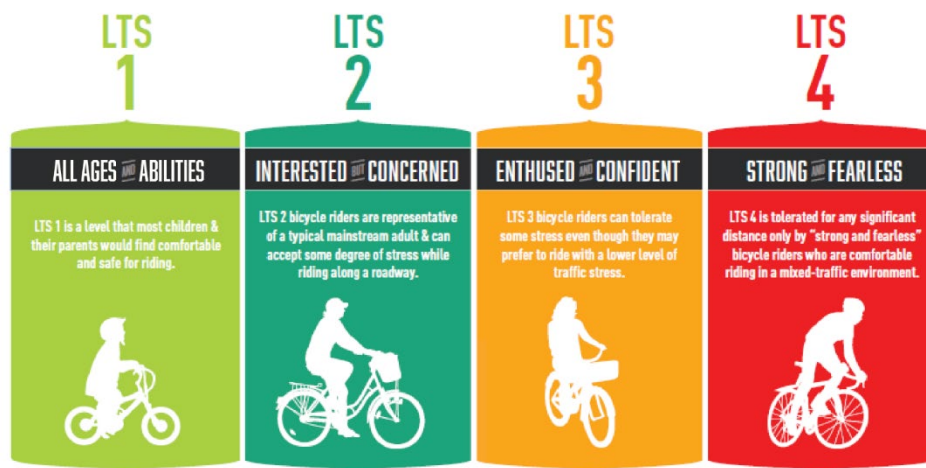 LTS
1
ALL AGES AND ABILITIES
LTS 1 is a level that most children &
their parents would find comfortable
and safe for riding.
LTS
2
INTERESTED BUT CONCERNED
LTS 2 bicycle riders are representative
of a typical mainstream adult & can
accept some degree of stress while
riding along a roadway.
LTS
3
ENTHUSED AND CONFIDENT
LTS 3 bicycle riders can tolerate
some stress even though they may
prefer to ride with a lower level of
traffic stress.
LTS
4
STRONG AND FEARLESS
LTS 4 is tolerated for any significant
distance only by “strong and fearless”
bicycle riders who are comfortable
riding in a mixed-traffic environment.